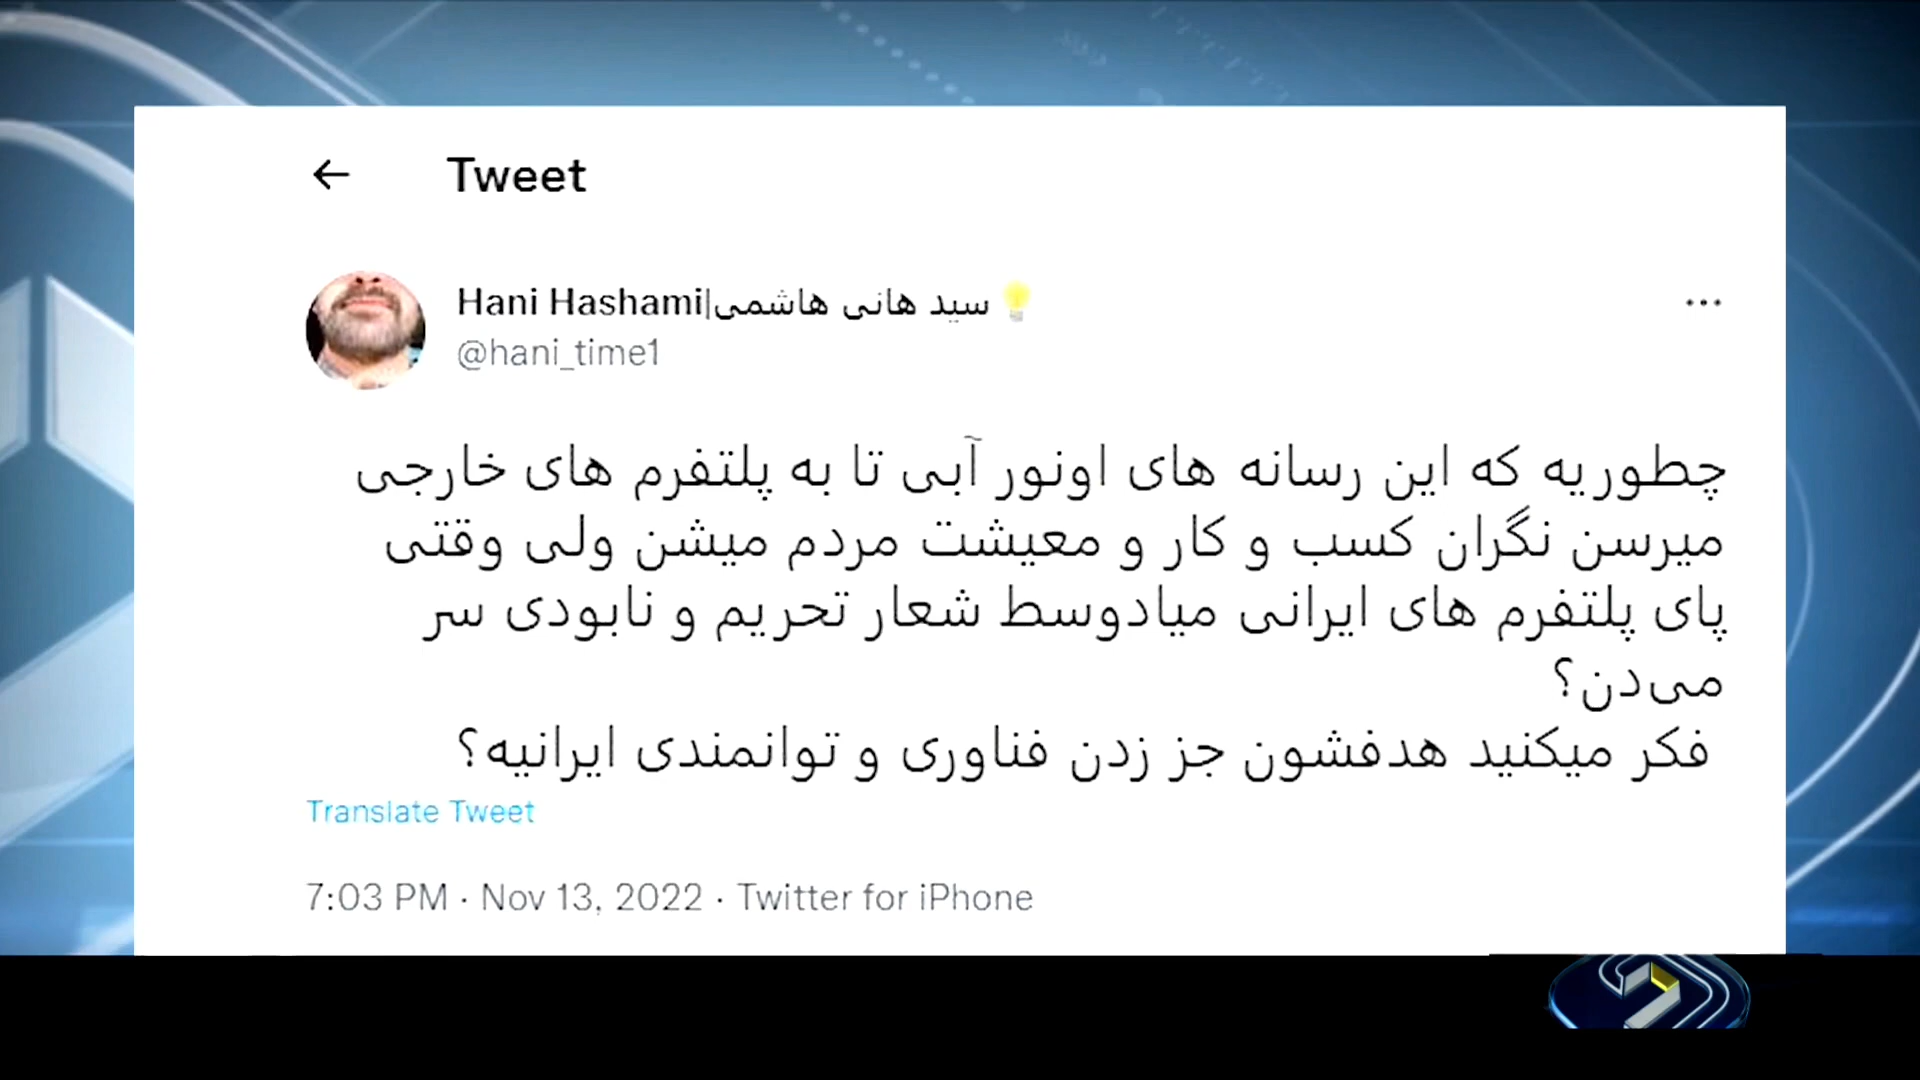 ← Tweet
Hani Hashami|سید هانی هاشمی💡
@hani_time1
چطوریه که این رسانه های اونور آبی تا به پلتفرم های خارجی
میرسن نگران کسب و کار و معیشت مردم میشن ولی وقتی
پای پلتفرم های ایرانی میادوسط شعار تحریم و نابودی سر
می‌دن؟
فکر میکنید هدفشون جز زدن فناوری و توانمندی ایرانیه؟
Translate Tweet
7:03 PM · Nov 13, 2022 · Twitter for iPhone